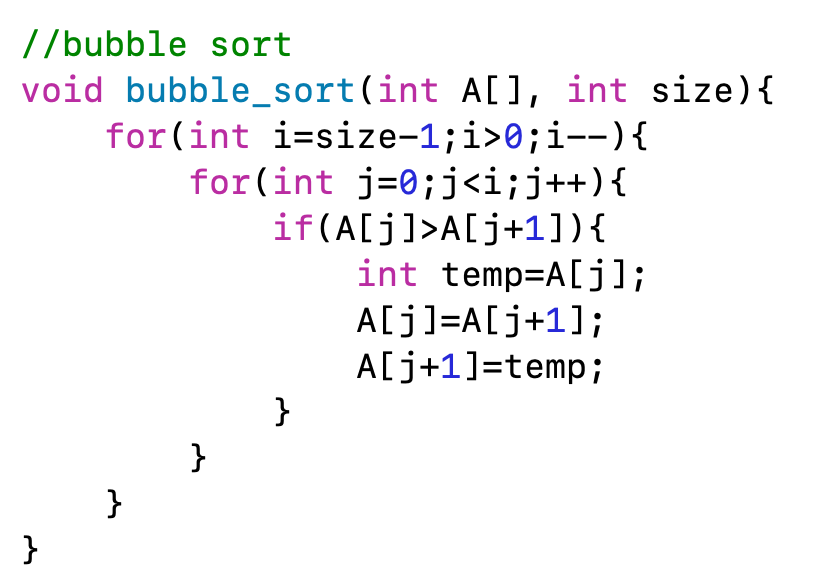 //bubble sort
void bubble_sort(int A[], int size){
    for(int i=size-1;i>0;i--){
        for(int j=0;j<i;j++){
            if(A[j]>A[j+1]){
                int temp=A[j];
                A[j]=A[j+1];
                A[j+1]=temp;
            }
        }
    }
}